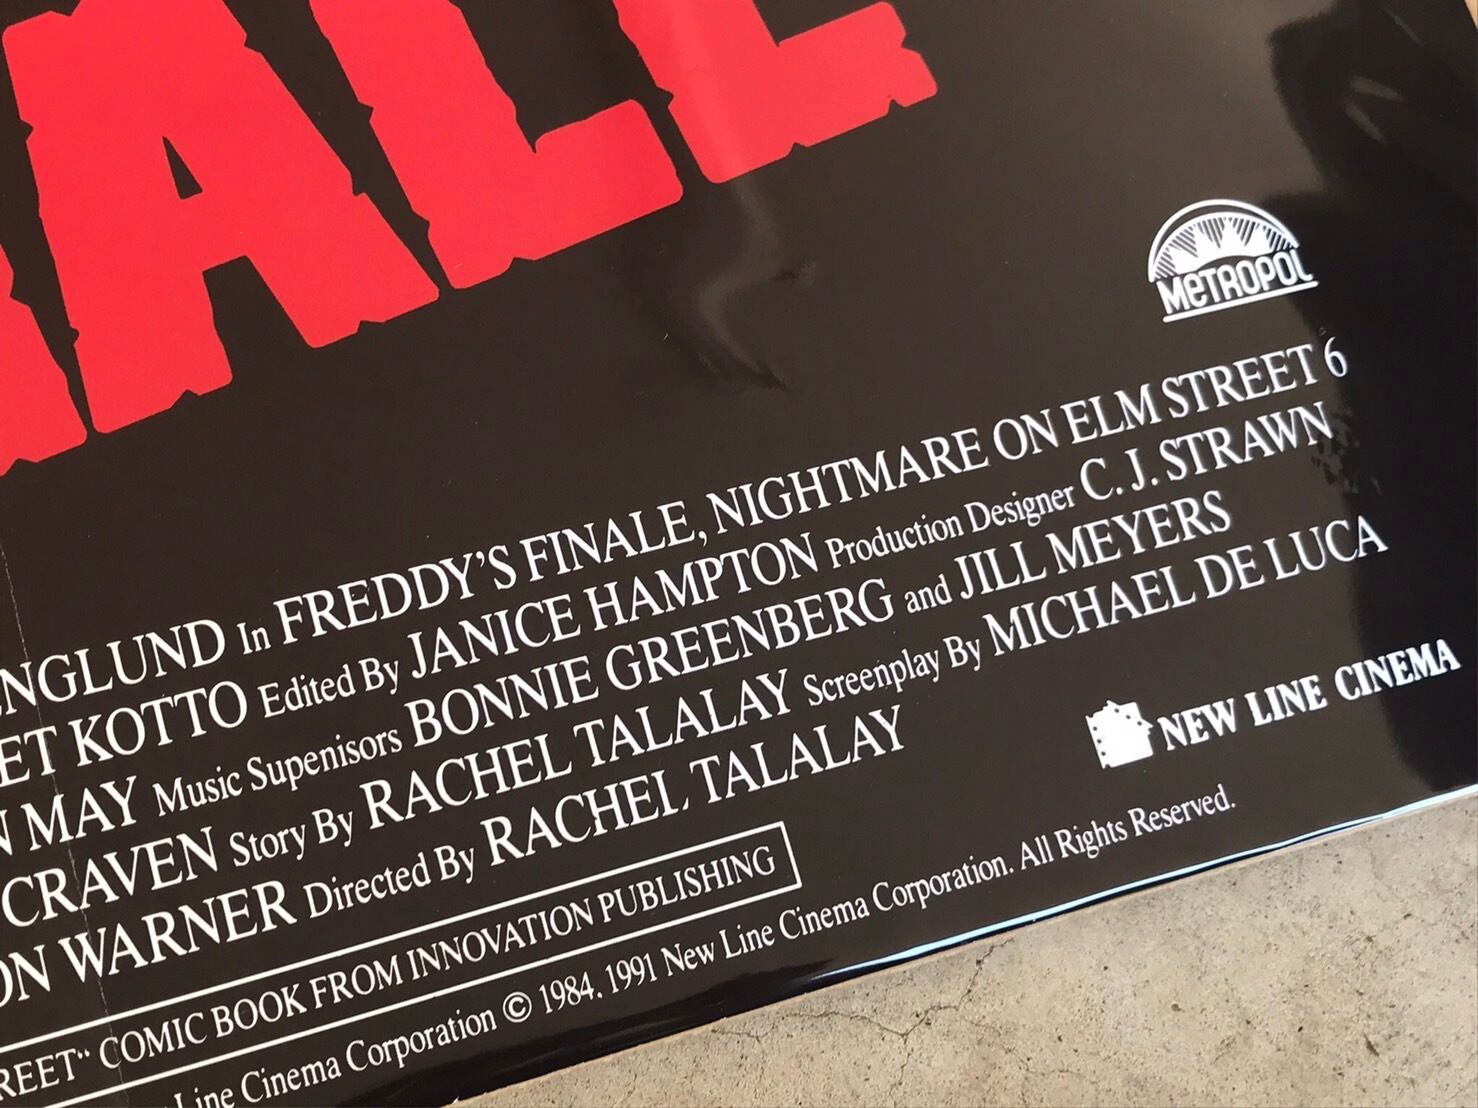 ALL
METROPOL
NGLUND In FREDDY'S FINALE, NIGHTMARE ON ELM STREET 6
ET KOTTO Edited By JANICE HAMPTON Production Designer C. J. STRAWN
N MAY Music Supenisors BONNIE GREENBERG and JILL MEYERS
CRAVEN Story By RACHEL TALALAY Screenplay By MICHAEL DE LUCA
ON WARNER Directed By RACHEL TALALAY
NEW LINE CINEMA
REET“ COMIC BOOK FROM INNOVATION PUBLISHING
Line Cinema Corporation © 1984. 1991 New Line Cinema Corporation. All Rights Reserved.